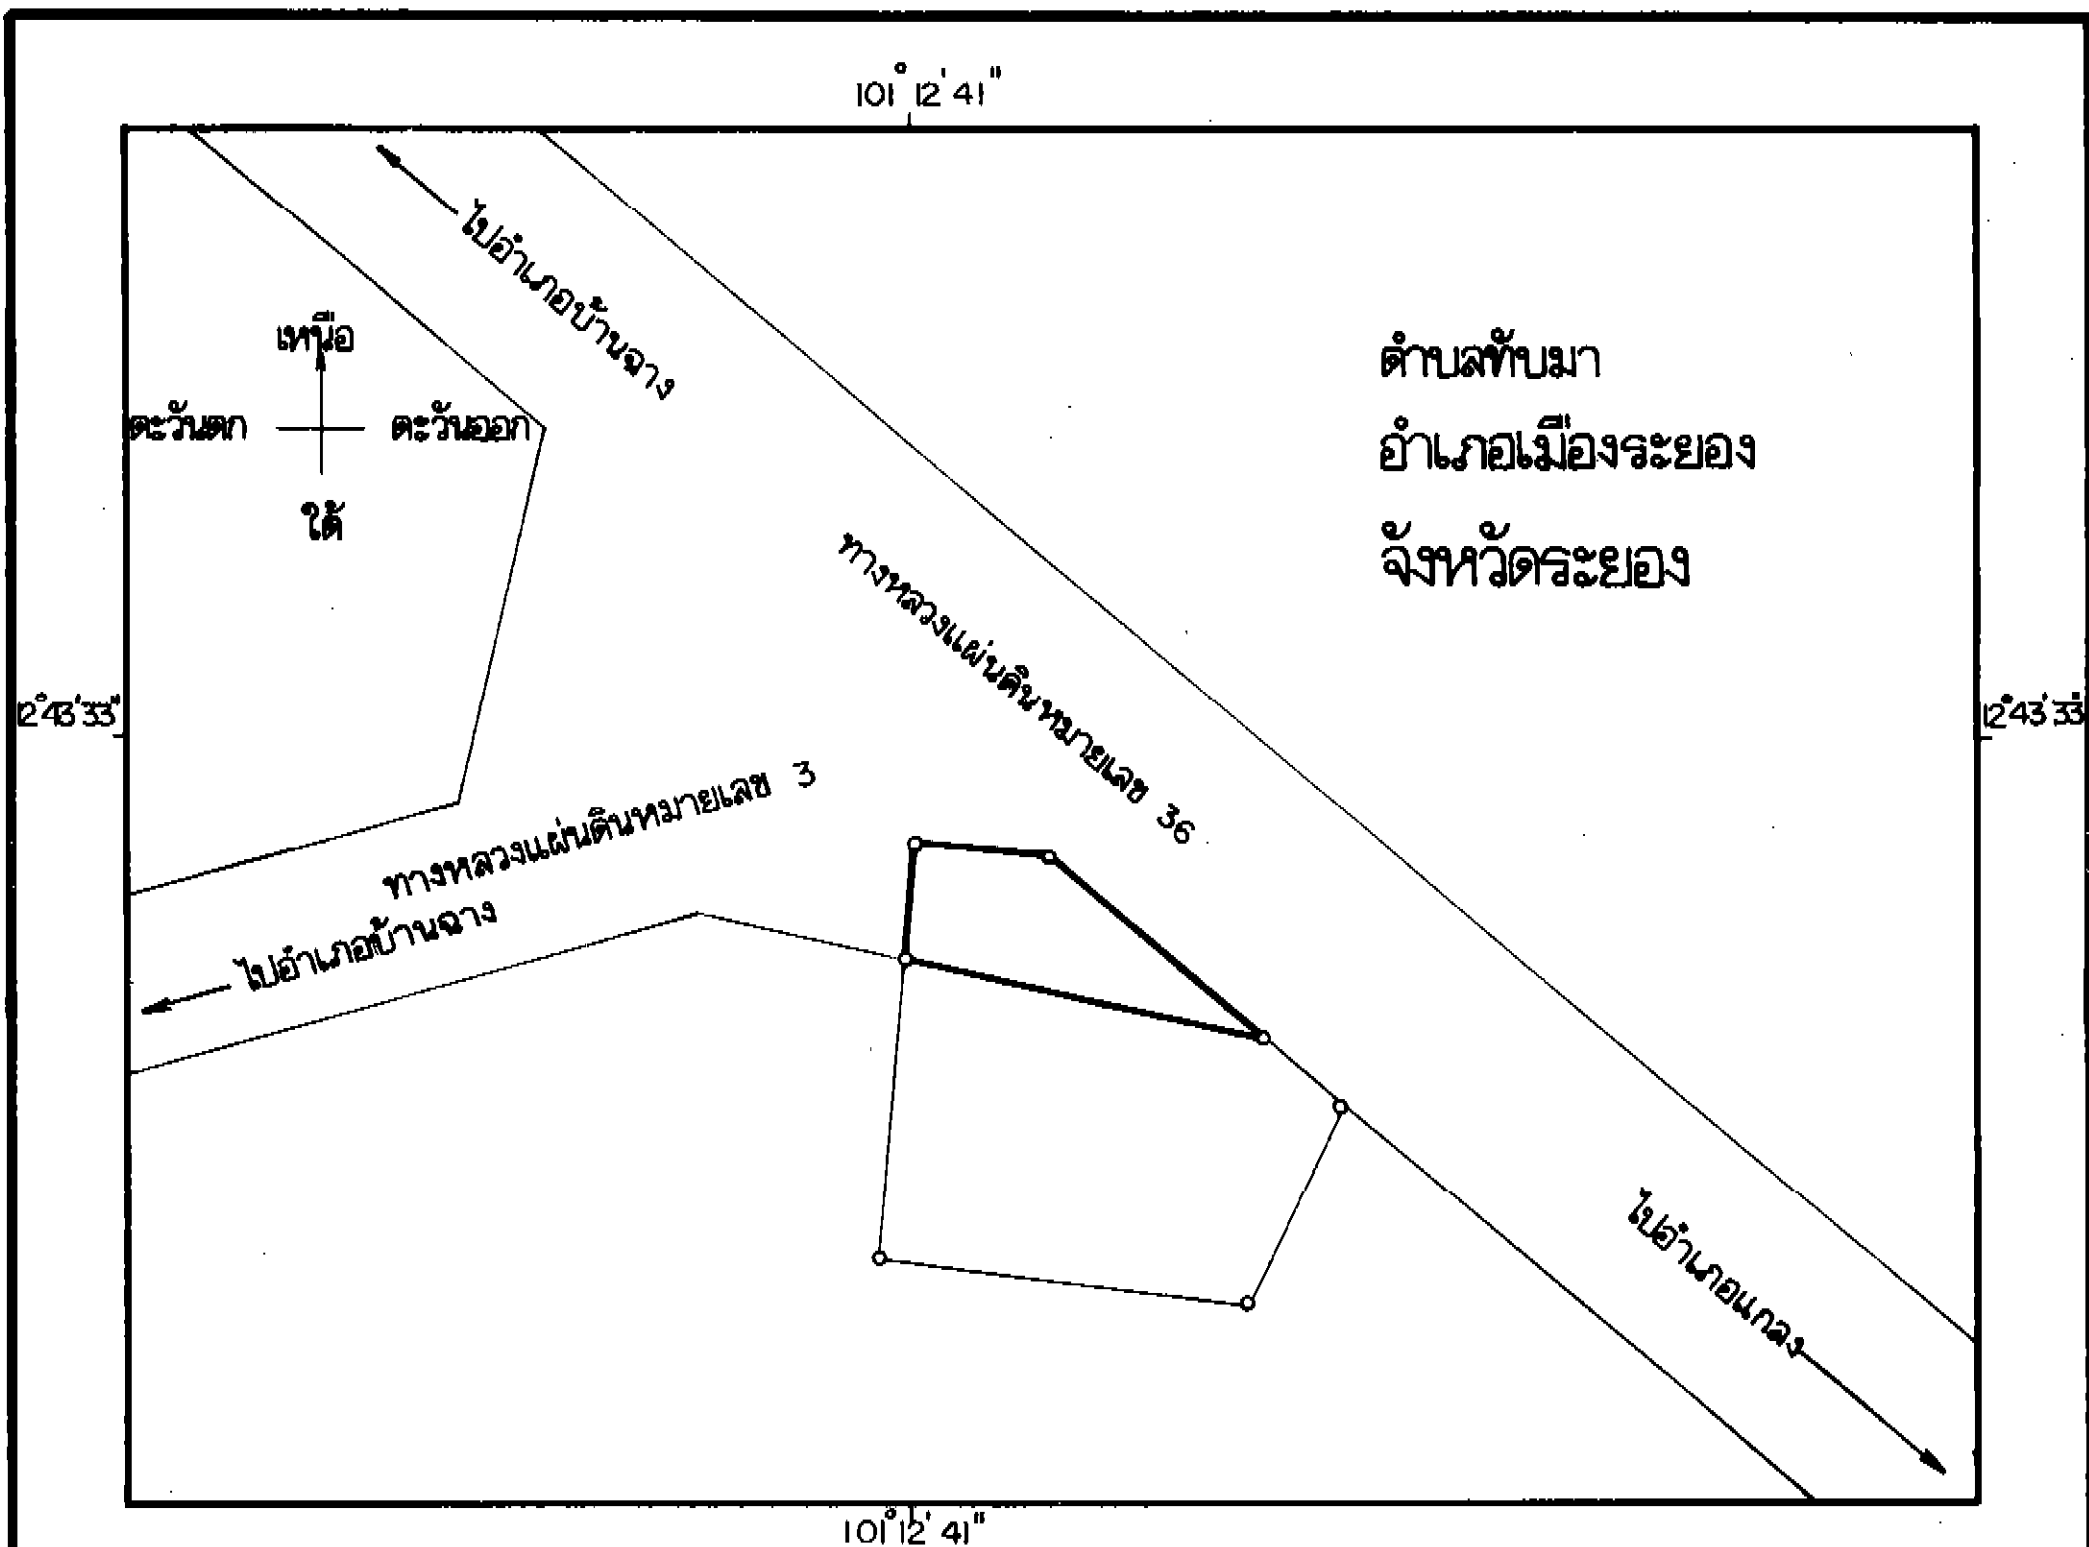 101° 12' 41"
ไปอำเภอบ้านฉาง
เหนือ
ตะวันตก
ตะวันออก
ใต้
ตำบลทับมา
อำเภอเมืองระยอง
จังหวัดระยอง
ทางหลวงแผ่นดินหมายเลข 36
12°43'33"
12°43'33"
ทางหลวงแผ่นดินหมายเลข 3
ไปอำเภอบ้านฉาง
ไปอำเภอแกลง
101°12' 41"